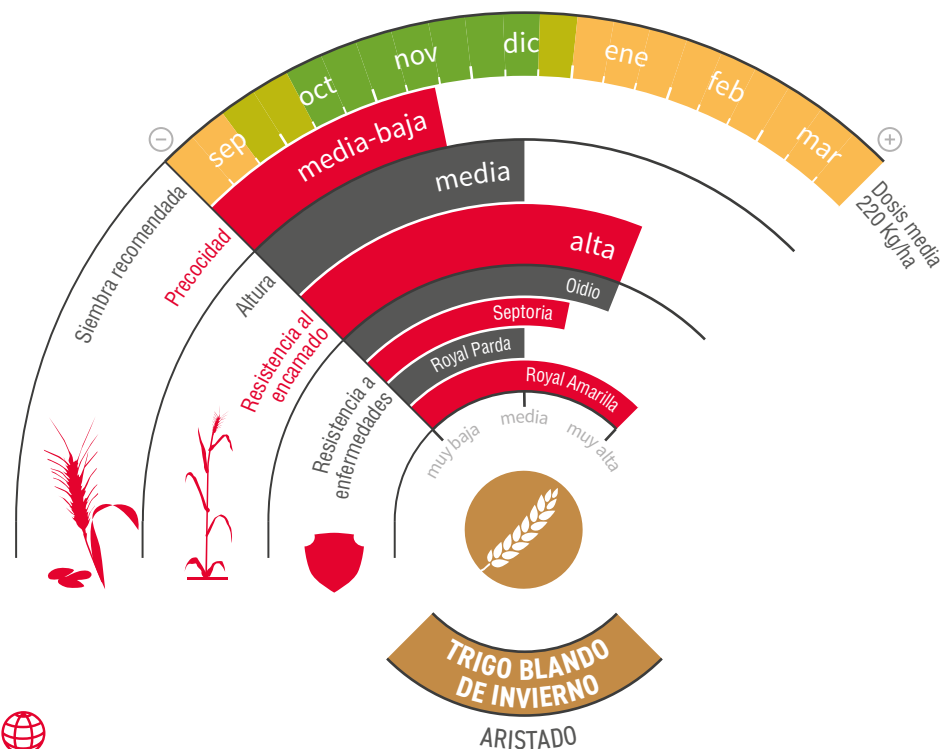 sep
oct
nov
dic
ene
feb
mar
−
+
Dosis media
220 Kg/ha
Siembra recomendada
Precocidad
media-baja
Altura
media
Resistencia al
encamado
alta
Resistencia a
enfermedades
Oidio
Septoria
Royal Parda
Royal Amarilla
muy baja
media
muy alta
TRIGO BLANDO
DE INVIERNO
ARISTADO